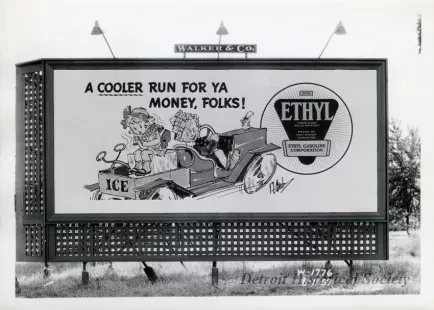 WALKER & CO.
A COOLER RUN FOR YA
MONEY, FOLKS!
ICE
ETHYL
ETHYL GASOLINE
CORPORATION
W-1776
Detroit Historical Society